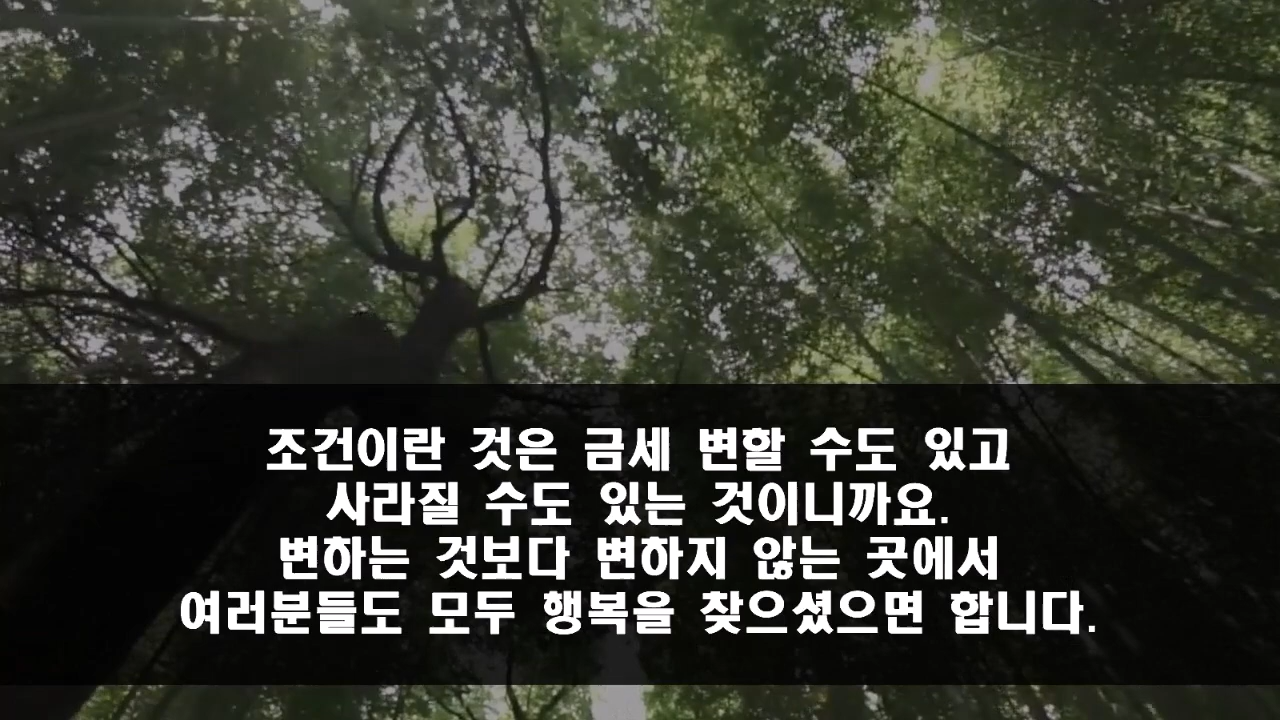 조건이란 것은 금세 변할 수도 있고
사라질 수도 있는 것이니까요.
변하는 것보다 변하지 않는 곳에서
여러분들도 모두 행복을 찾으셨으면 합니다.